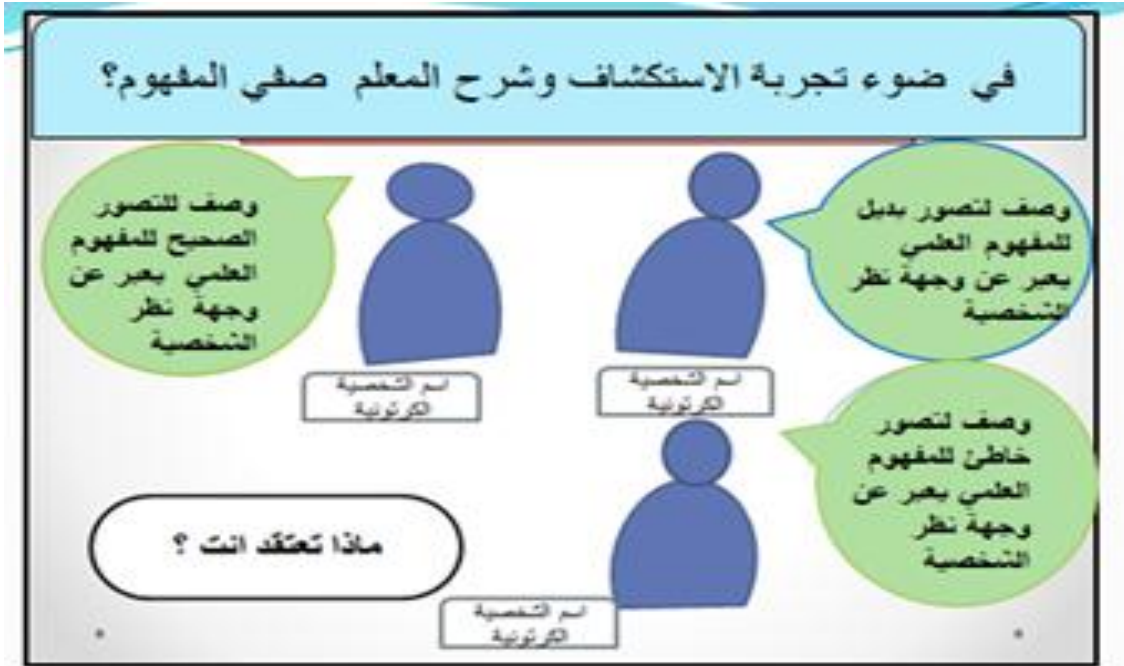 في ضوء تجربة الاستكشاف وشرح المعلم صفي المفهوم؟
وصف لتصور بديل
للمفهوم العلمي
يعبر عن وجهة نظر
الشخصية
وصف للتصور
الصحيح للمفهوم
العلمي يعبر عن
وجهة نظر
الشخصية
اسم الشخصية
الكرتونية
اسم الشخصية
الكرتونية
وصف لتصور
خاطئ للمفهوم
العلمي يعبر عن
وجهة نظر
الشخصية
ماذا تعتقد انت ؟
اسم الشخصية
الكرتونية